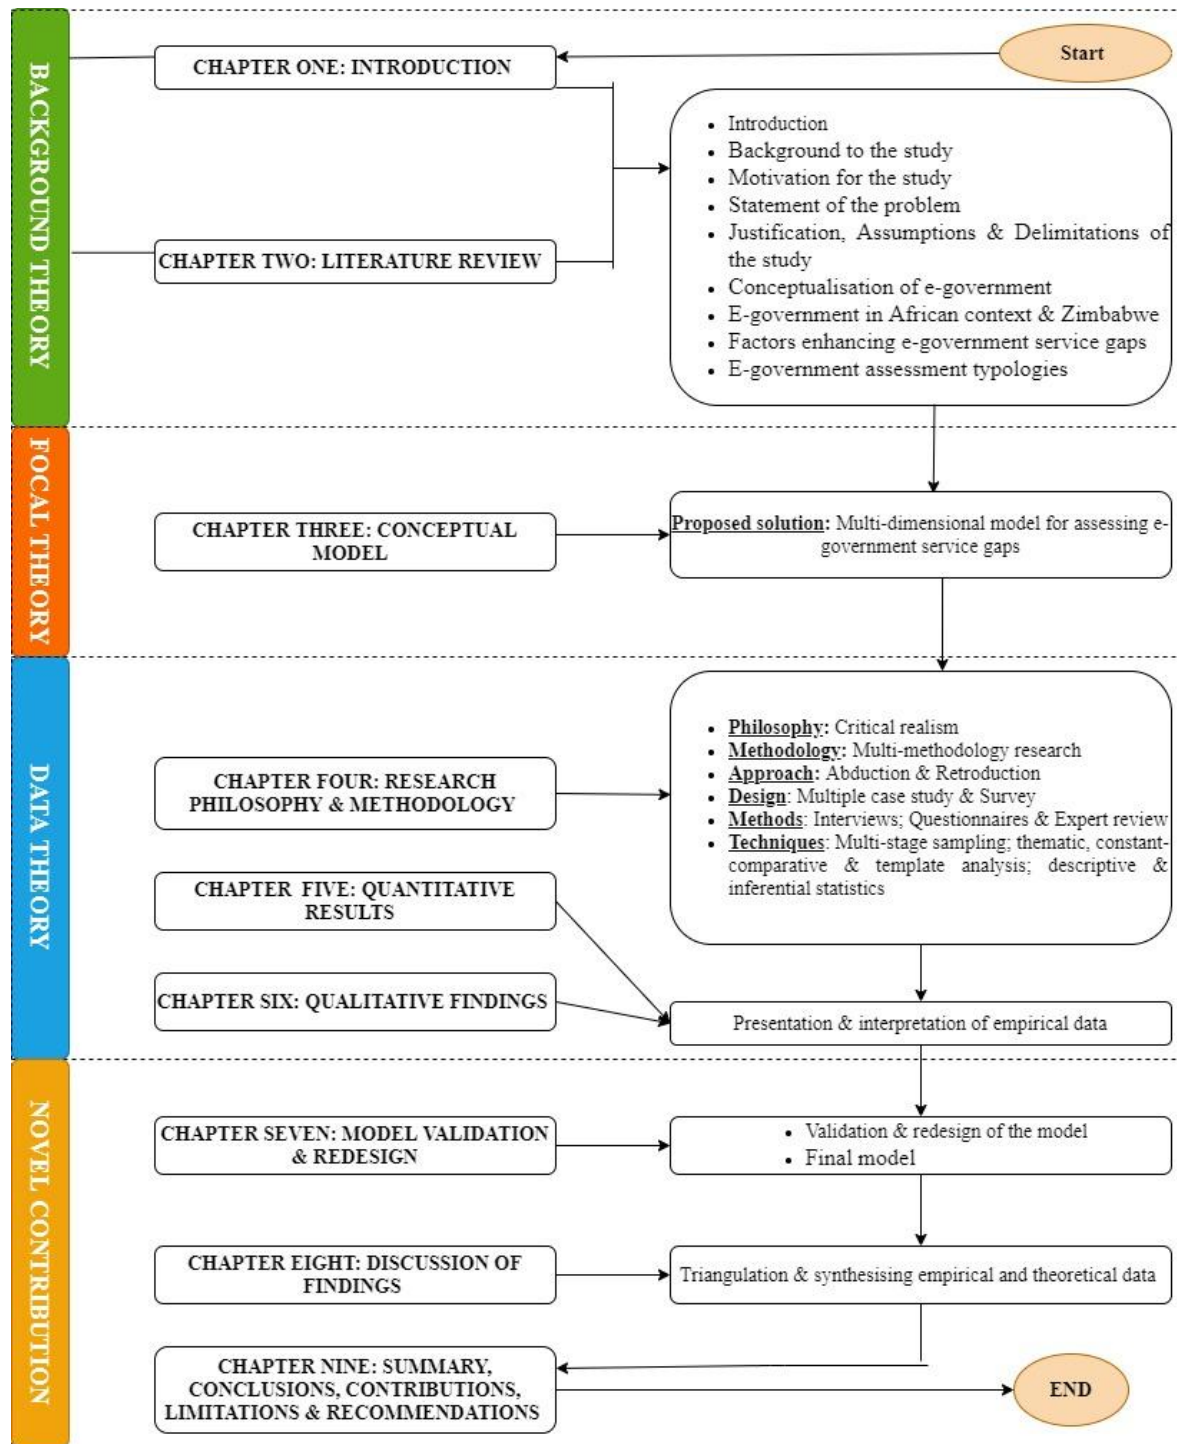 BACKGROUND THEORY
CHAPTER ONE: INTRODUCTION
Start
• Introduction
• Background to the study
• Motivation for the study
• Statement of the problem
• Justification, Assumptions & Delimitations of
the study
• Conceptualisation of e-government
• E-government in African context & Zimbabwe
• Factors enhancing e-government service gaps
• E-government assessment typologies
CHAPTER TWO: LITERATURE REVIEW
FOCAL THEORY
CHAPTER THREE: CONCEPTUAL
MODEL
Proposed solution: Multi-dimensional model for assessing e-
government service gaps
DATA THEORY
CHAPTER FOUR: RESEARCH
PHILOSOPHY & METHODOLOGY
• Philosophy: Critical realism
• Methodology: Multi-methodology research
• Approach: Abduction & Retroduction
• Design: Multiple case study & Survey
• Methods: Interviews; Questionnaires & Expert review
• Techniques: Multi-stage sampling; thematic, constant-
comparative & template analysis; descriptive &
inferential statistics
CHAPTER FIVE: QUANTITATIVE
RESULTS
CHAPTER SIX: QUALITATIVE FINDINGS
Presentation & interpretation of empirical data
NOVEL CONTRIBUTION
CHAPTER SEVEN: MODEL VALIDATION
& REDESIGN
• Validation & redesign of the model
• Final model
CHAPTER EIGHT: DISCUSSION OF
FINDINGS
Triangulation & synthesising empirical and theoretical data
CHAPTER NINE: SUMMARY,
CONCLUSIONS, CONTRIBUTIONS,
LIMITATIONS & RECOMMENDATIONS
END